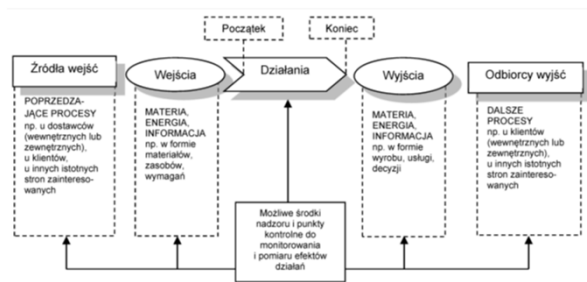 Początek
Koniec
Źródła wejść
Wejścia
Działania
Wyjścia
Odbiorcy wyjść
POPRZEDZA-
JĄCE PROCESY
np. u dostawców
(wewnętrznych lub
zewnętrznych),
u klientów,
u innych istotnych
stron zaintereso-
wanych
MATERIA,
ENERGIA,
INFORMACJA
np. w formie
materiałów,
zasobów,
wymagań
MATERIA,
ENERGIA,
INFORMACJA
np. w formie
wyrobu, usługi,
decyzji
DALSZE
PROCESY
np. u klientów
(wewnętrznych lub
zewnętrznych),
u innych istotnych
stron zaintereso-
wanych
Możliwe środki
nadzoru i punkty
kontrolne do
monitorowania
i pomiaru efektów
działań